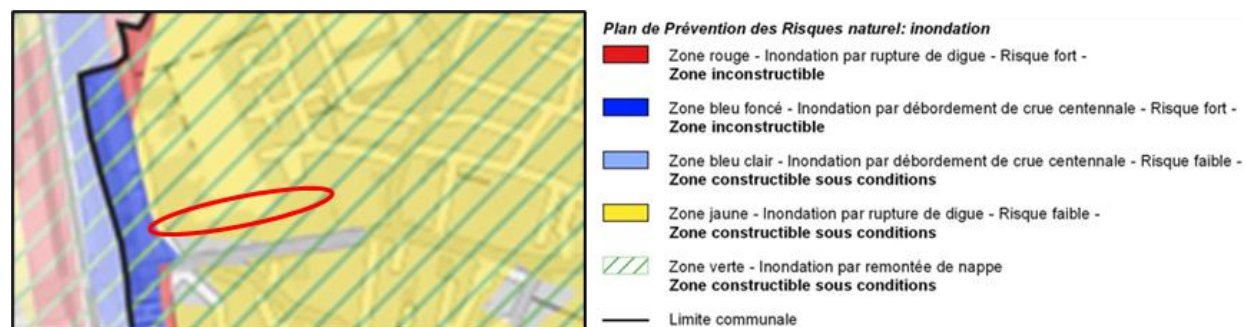 Plan de Prévention des Risques naturel: inondation
Zone rouge - Inondation par rupture de digue - Risque fort -
Zone inconstructible
Zone bleu foncé - Inondation par débordement de crue centennale - Risque fort -
Zone inconstructible
Zone bleu clair - Inondation par débordement de crue centennale - Risque faible -
Zone constructible sous conditions
Zone jaune - Inondation par rupture de digue - Risque faible -
Zone constructible sous conditions
Zone verte - Inondation par remontée de nappe
Zone constructible sous conditions
Limite communale